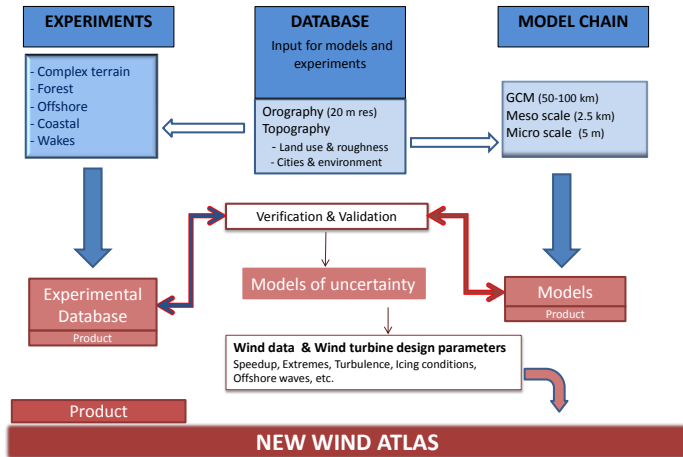 EXPERIMENTS
- Complex terrain
- Forest
- Offshore
- Coastal
- Wakes
DATABASE
Input for models and
experiments
Orography (20 m res)
Topography
- Land use & roughness
- Cities & environment
MODEL CHAIN
GCM (50-100 km)
Meso scale (2.5 km)
Micro scale (5 m)
Verification & Validation
Models of uncertainty
Experimental
Database
Product
Models
Product
Wind data & Wind turbine design parameters
Speedup, Extremes, Turbulence, Icing conditions,
Offshore waves, etc.
Product
NEW WIND ATLAS